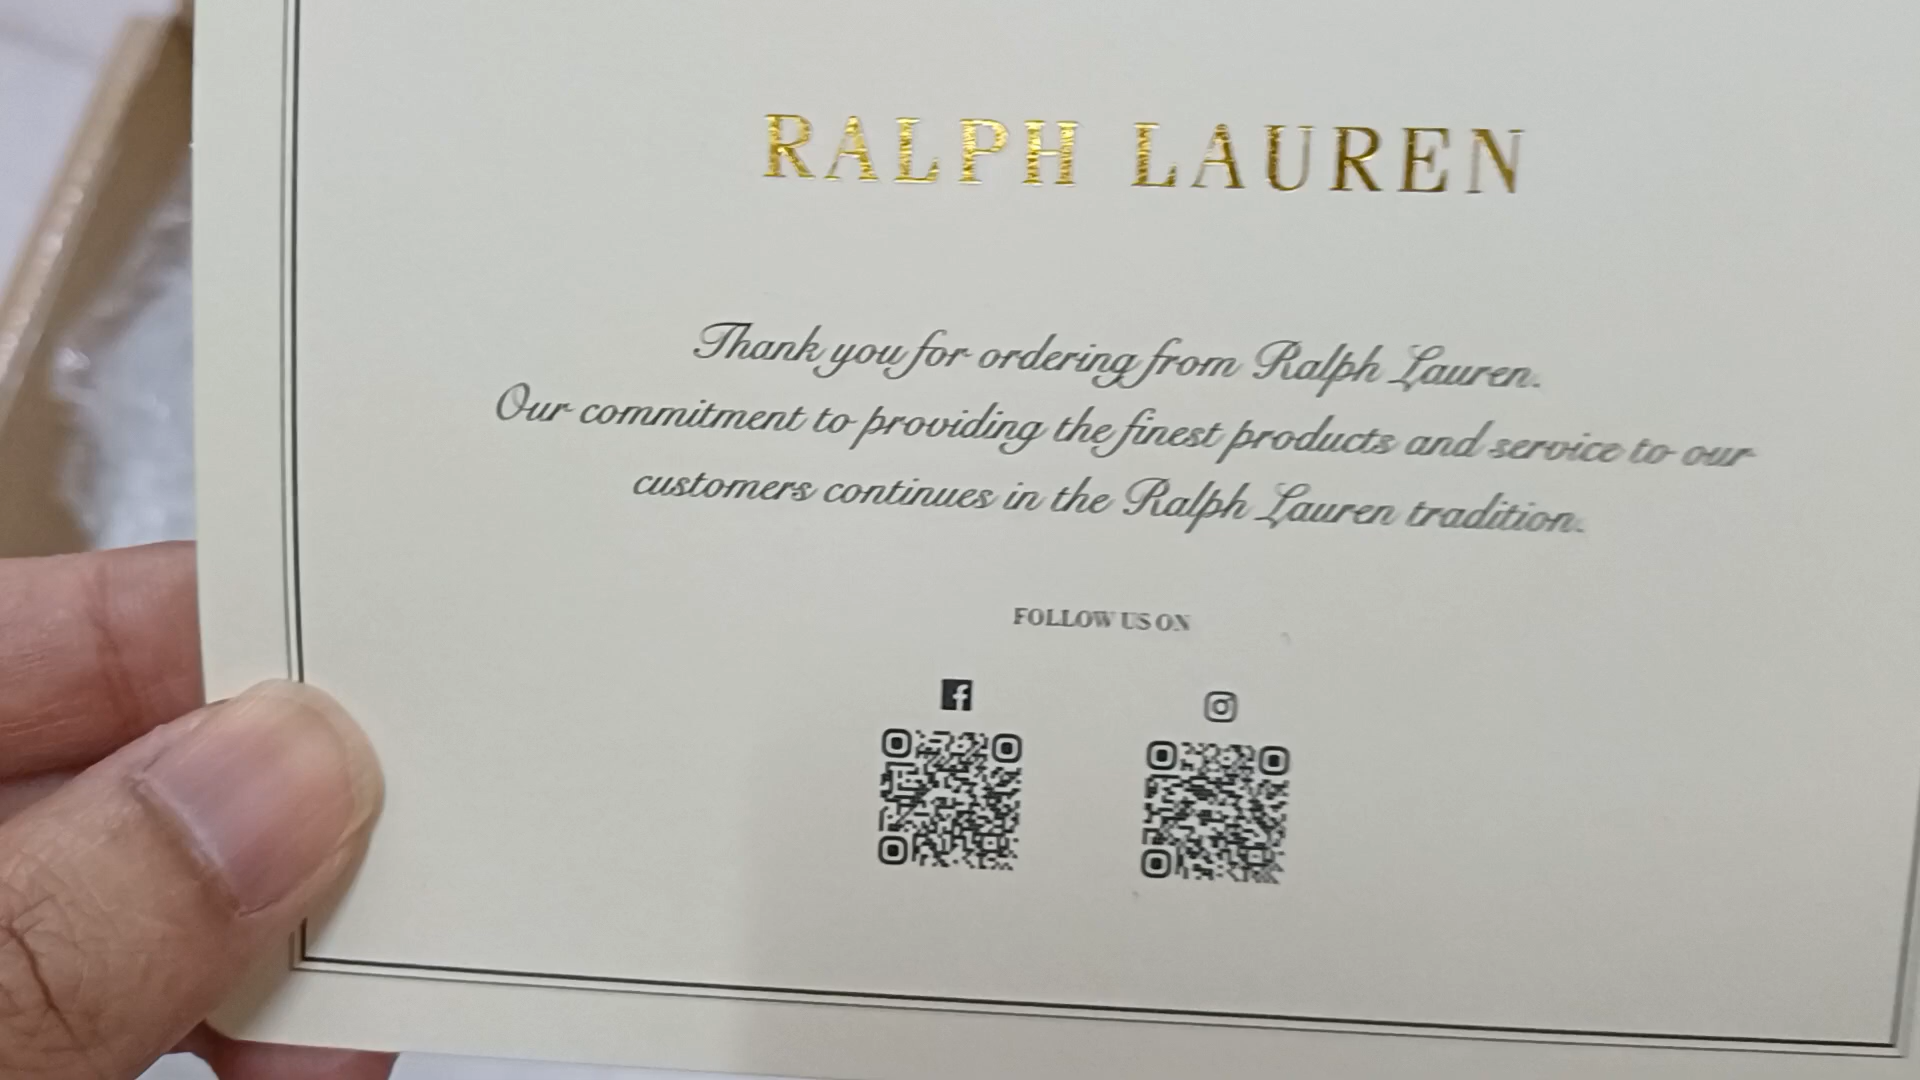 RALPH LAUREN
Thank you for ordering from Ralph Lauren.
Our commitment to providing the finest products and service to our
customers continues in the Ralph Lauren tradition.
FOLLOW US ON